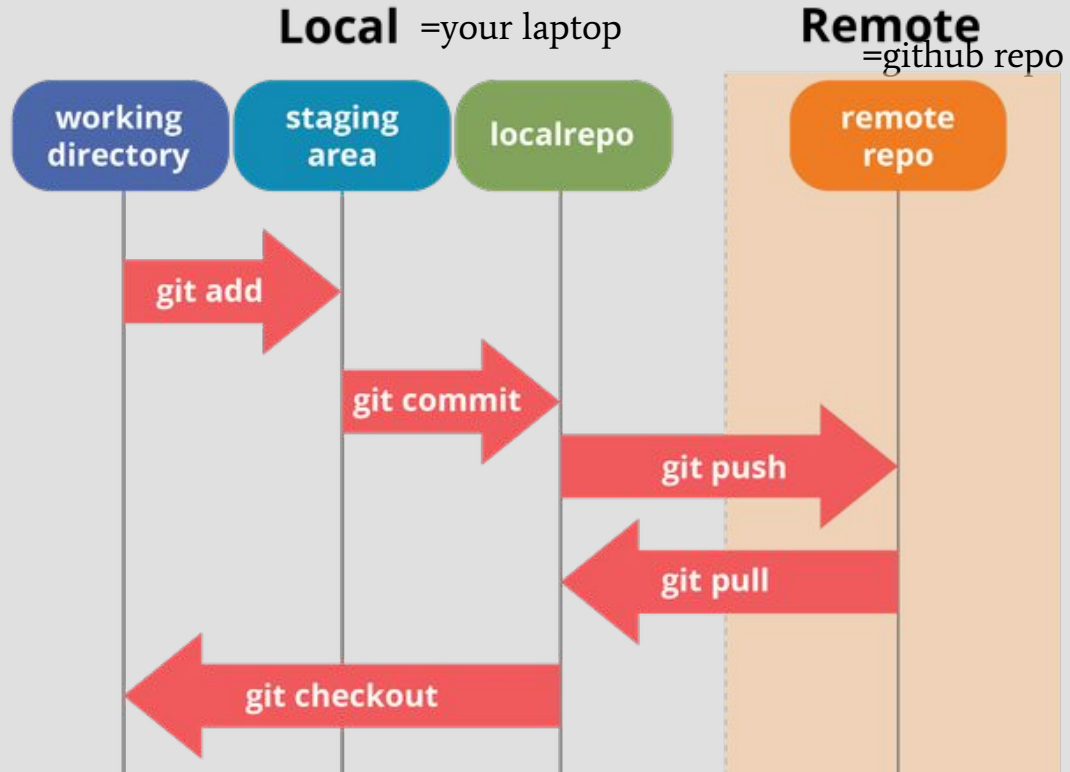 Local =your laptop
Remote
=github repo
working
directory
staging
area
localrepo
remote
repo
git add
git commit
git push
git pull
git checkout